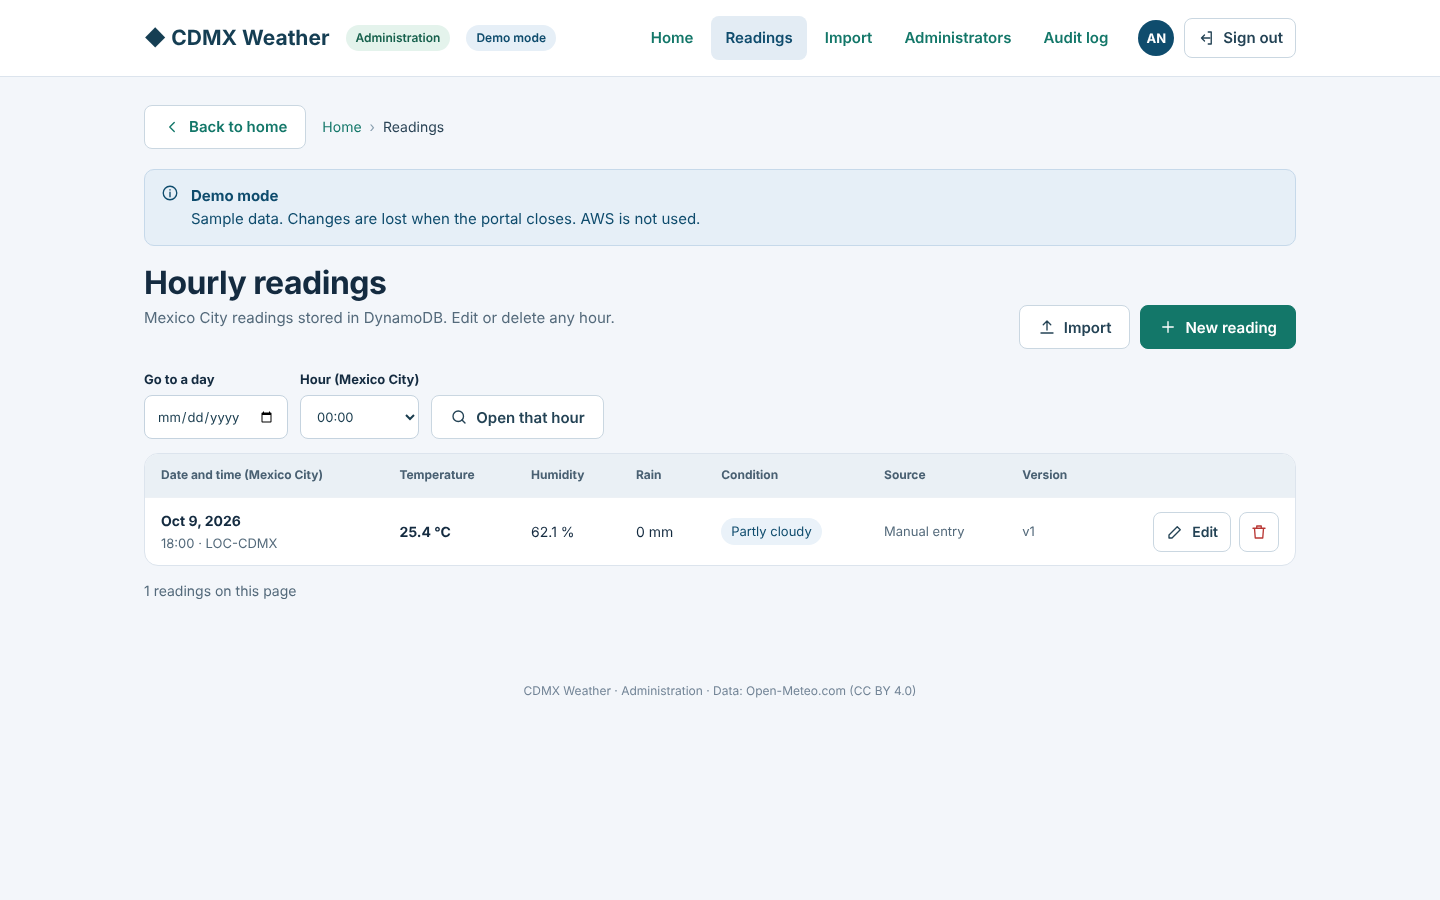 CDMX Weather
Administration
Demo mode
Home
Readings
Import
Administrators
Audit log
AN
Sign out
Back to home
Home › Readings
Demo mode
Sample data. Changes are lost when the portal closes. AWS is not used.
Hourly readings
Mexico City readings stored in DynamoDB. Edit or delete any hour.
Import
New reading
Go to a day
Hour (Mexico City)
mm/dd/yyyy
00:00
Open that hour
Date and time (Mexico City) Temperature Humidity Rain Condition Source Version
Oct 9, 2026
18:00 · LOC-CDMX
25.4 °C
62.1 %
0 mm
Partly cloudy
Manual entry
v1
Edit
1 readings on this page
CDMX Weather · Administration · Data: Open-Meteo.com (CC BY 4.0)